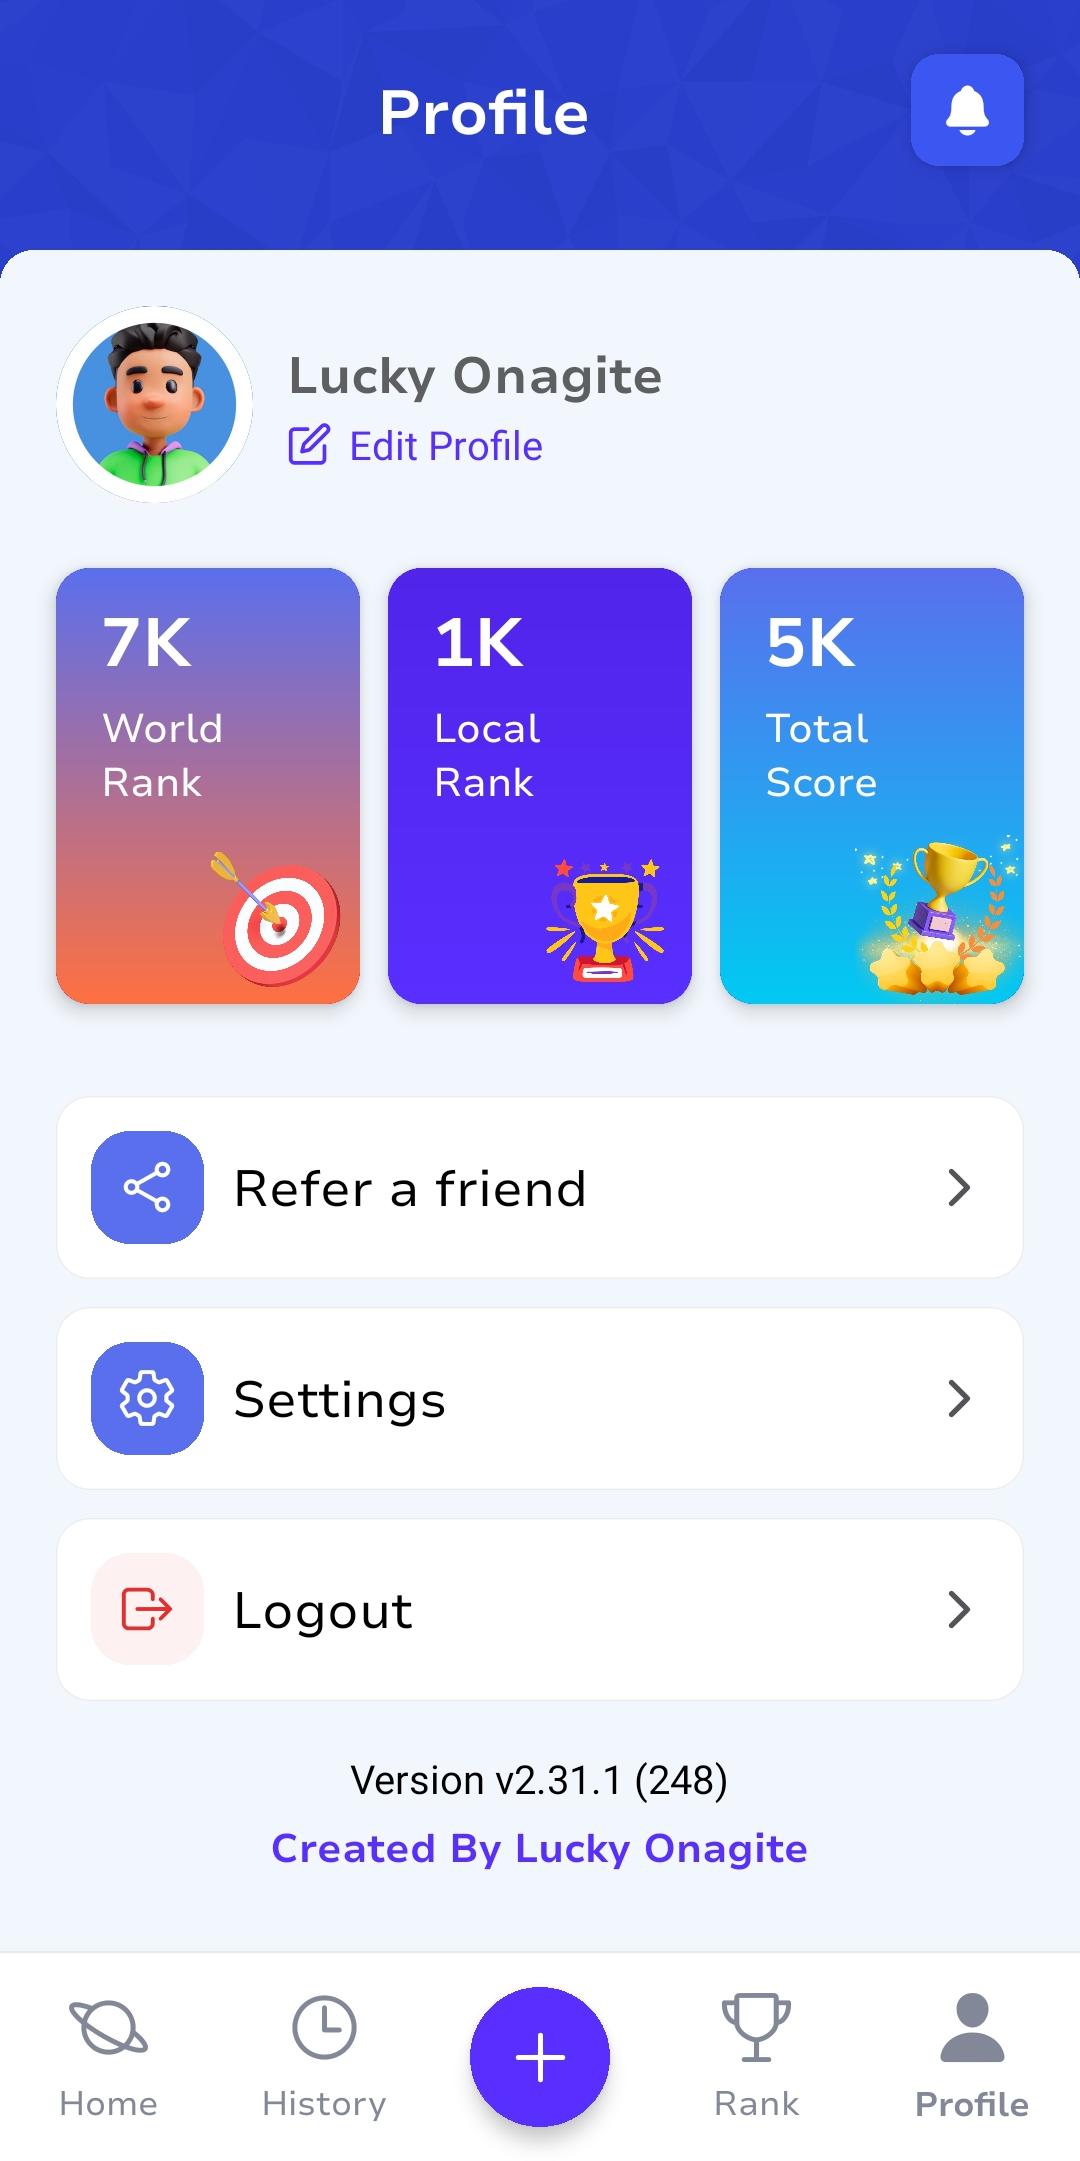 Profile
Lucky Onagite
Edit Profile
7K
World
Rank
1K
Local
Rank
5K
Total
Score
Refer a friend
Settings
Logout
Version v2.31.1 (248)
Created By Lucky Onagite
Home
History
Rank
Profile